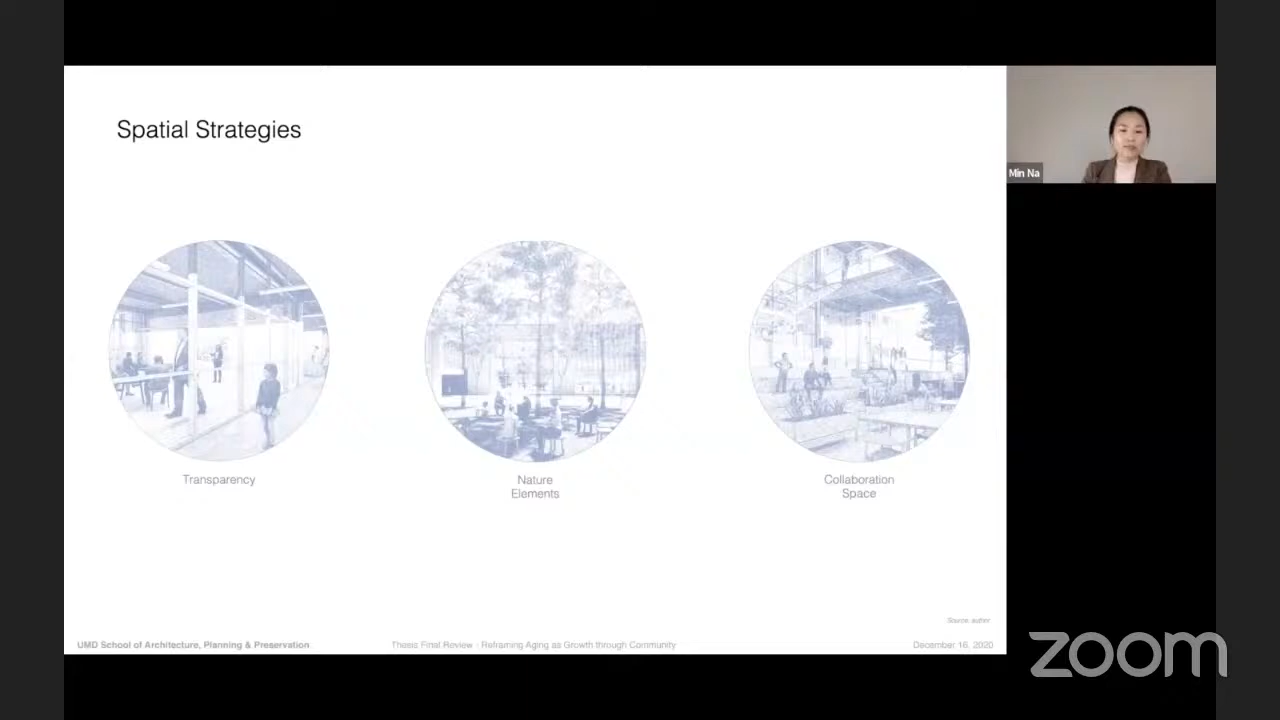 Spatial Strategies
Min Na
Transparency
Nature
Elements
Collaboration
Space
Source: author
UMD School of Architecture, Planning & Preservation
Thesis Final Review - Reframing Aging as Growth through Community
December 16, 2020
zoom